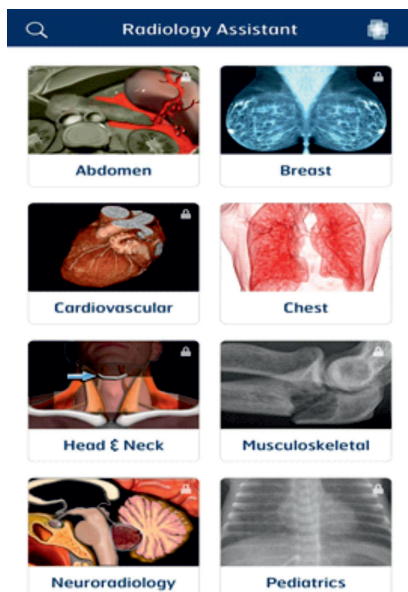 Radiology Assistant
Abdomen
Breast
Cardiovascular
Chest
Head & Neck
Musculoskeletal
Neuroradiology
Pediatrics